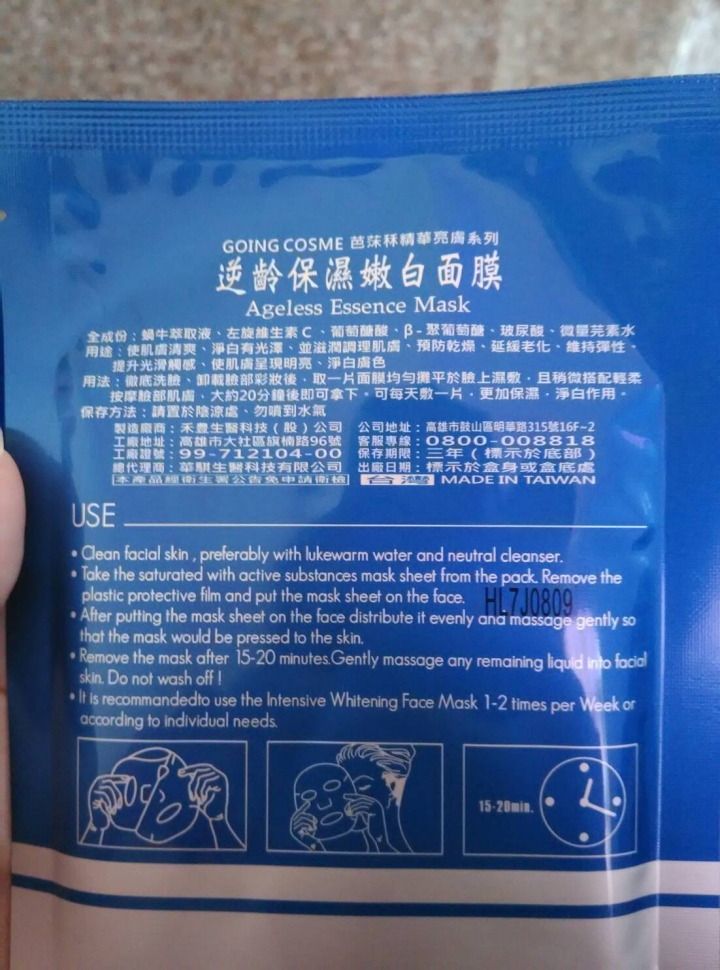 GOING COSME 芭莎秝精華亮膚系列
逆齡保濕嫩白面膜
Ageless Essence Mask
全成份：蝸牛萃取液、左旋維生素C、葡萄醣酸、β-聚葡萄醣、玻尿酸、微量芫素水
用途：使肌膚清爽、淨白有光澤、並滋潤調理肌膚、預防乾燥、延緩老化、維持彈性、
提升光滑觸感、使肌膚呈現明亮、淨白膚色
用法：徹底洗臉、卸載臉部彩妝後，取一片面膜均勻攤平於臉上濕敷，且稍微搭配輕柔
按摩臉部肌膚，大約20分鐘後即可拿下。可每天敷一片，更加保濕、淨白作用。
保存方法：請置於陰涼處、勿噴到水氣
製造廠商：禾豐生醫科技（股）公司 公司地址：高雄市鼓山區明華路315號16F-2
工廠地址：高雄市大社區旗楠路96號 客服專線：0800-008818
工廠證號：99-712104-00 保存期限：三年（標示於底部）
總代理商：華騏生醫科技有限公司 出廠日期：標示於盒身或盒底處
本產品經衛生署公告免申請衛檢 台灣 MADE IN TAIWAN
USE
• Clean facial skin , preferably with lukewarm water and neutral cleanser.
• Take the saturated with active substances mask sheet from the pack. Remove the
plastic protective film and put the mask sheet on the face.
HL7J0809
• After putting the mask sheet on the face distribute it evenly and massage gently so
that the mask would be pressed to the skin.
• Remove the mask after 15-20 minutes.Gently massage any remaining liquid into facial
skin. Do not wash off !
• It is recommandedto use the Intensive Whitening Face Mask 1-2 times per Week or
according to individual needs.
15-20min.